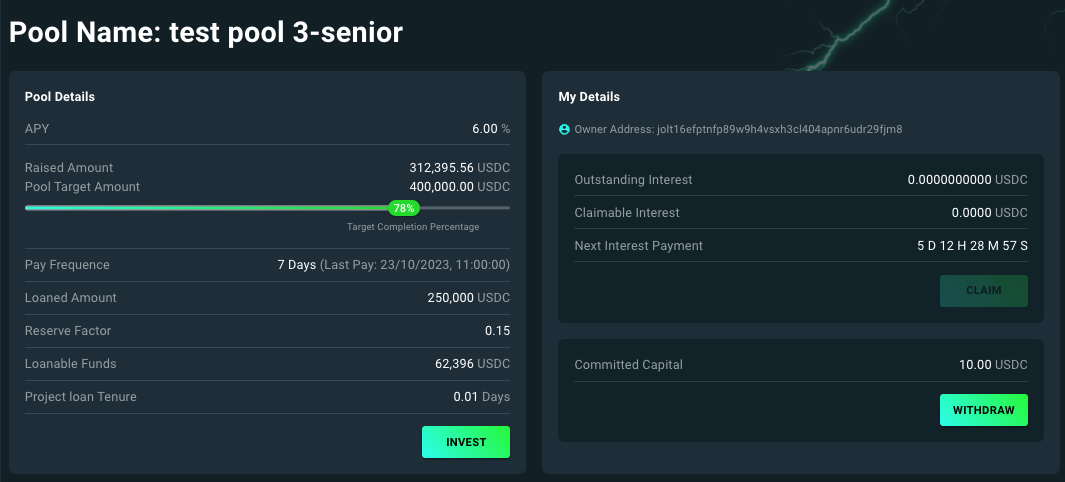 Pool Name: test pool 3-senior
Pool Details
APY 6.00 %
Raised Amount 312,395.56 USDC
Pool Target Amount 400,000.00 USDC
78%
Target Completion Percentage
Pay Frequence 7 Days (Last Pay: 23/10/2023, 11:00:00)
Loaned Amount 250,000 USDC
Reserve Factor 0.15
Loanable Funds 62,396 USDC
Project loan Tenure 0.01 Days
INVEST
My Details
Owner Address: jolt16efptnfp89w9h4vsxh3cl404apnr6udr29fjm8
Outstanding Interest 0.0000000000 USDC
Claimable Interest 0.0000 USDC
Next Interest Payment 5 D 12 H 28 M 57 S
CLAIM
Committed Capital 10.00 USDC
WITHDRAW